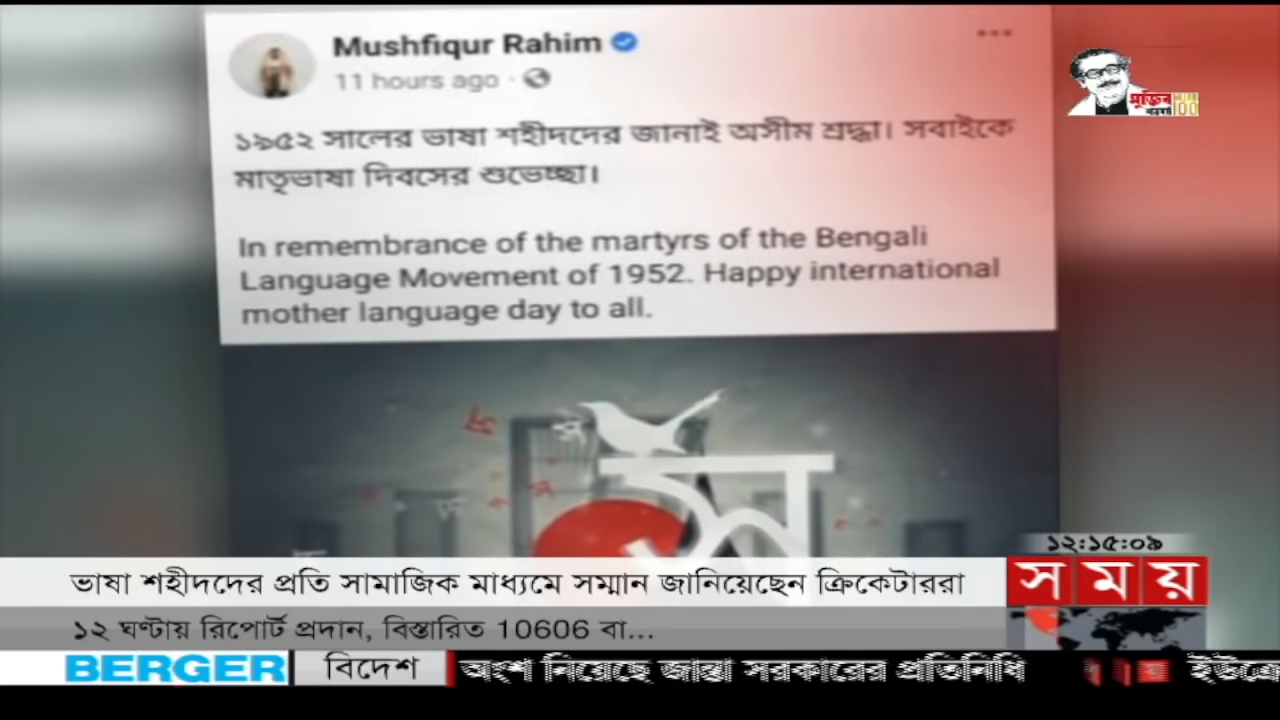 Mushfiqur Rahim
11 hours ago
১৯৫২ সালের ভাষা শহীদদের জানাই অসীম শ্রদ্ধা। সবাইকে
মাতৃভাষা দিবসের শুভেচ্ছা।
In remembrance of the martyrs of the Bengali
Language Movement of 1952. Happy international
mother language day to all.
মুজিব
100
অ
১২:১৫:০৯
ভাষা শহীদদের প্রতি সামাজিক মাধ্যমে সম্মান জানিয়েছেন ক্রিকেটাররা
সময়
১২ ঘণ্টায় রিপোর্ট প্রদান, বিস্তারিত 10606 বা...
BERGER বিদেশ অংশ নিয়েছে জান্তা সরকারের প্রতিনিধি